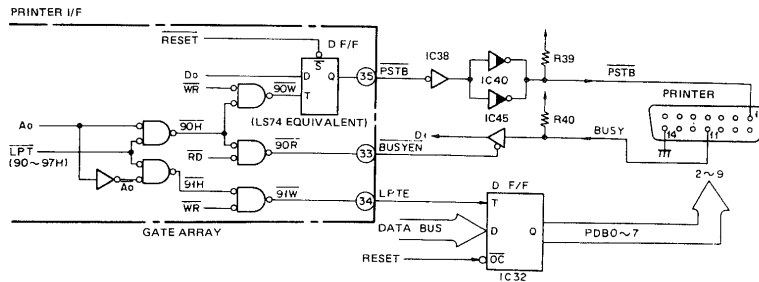 PRINTER I/F
RESET
D F/F
S
IC38
R39
D0
D
Q
35
PSTB
IC40
PSTB
WR
90W
T
PRINTER
(LS74 EQUIVALENT)
IC45
R40
1
A0
90H
D1
BUSY
14
11
LPT
(90~97H)
90R
33
BUSYEN
RD
2~9
A0
91H
91W
34
LPTE
D F/F
T
WR
DATA BUS
D
Q
PDB0~7
GATE ARRAY
RESET
OC
IC32